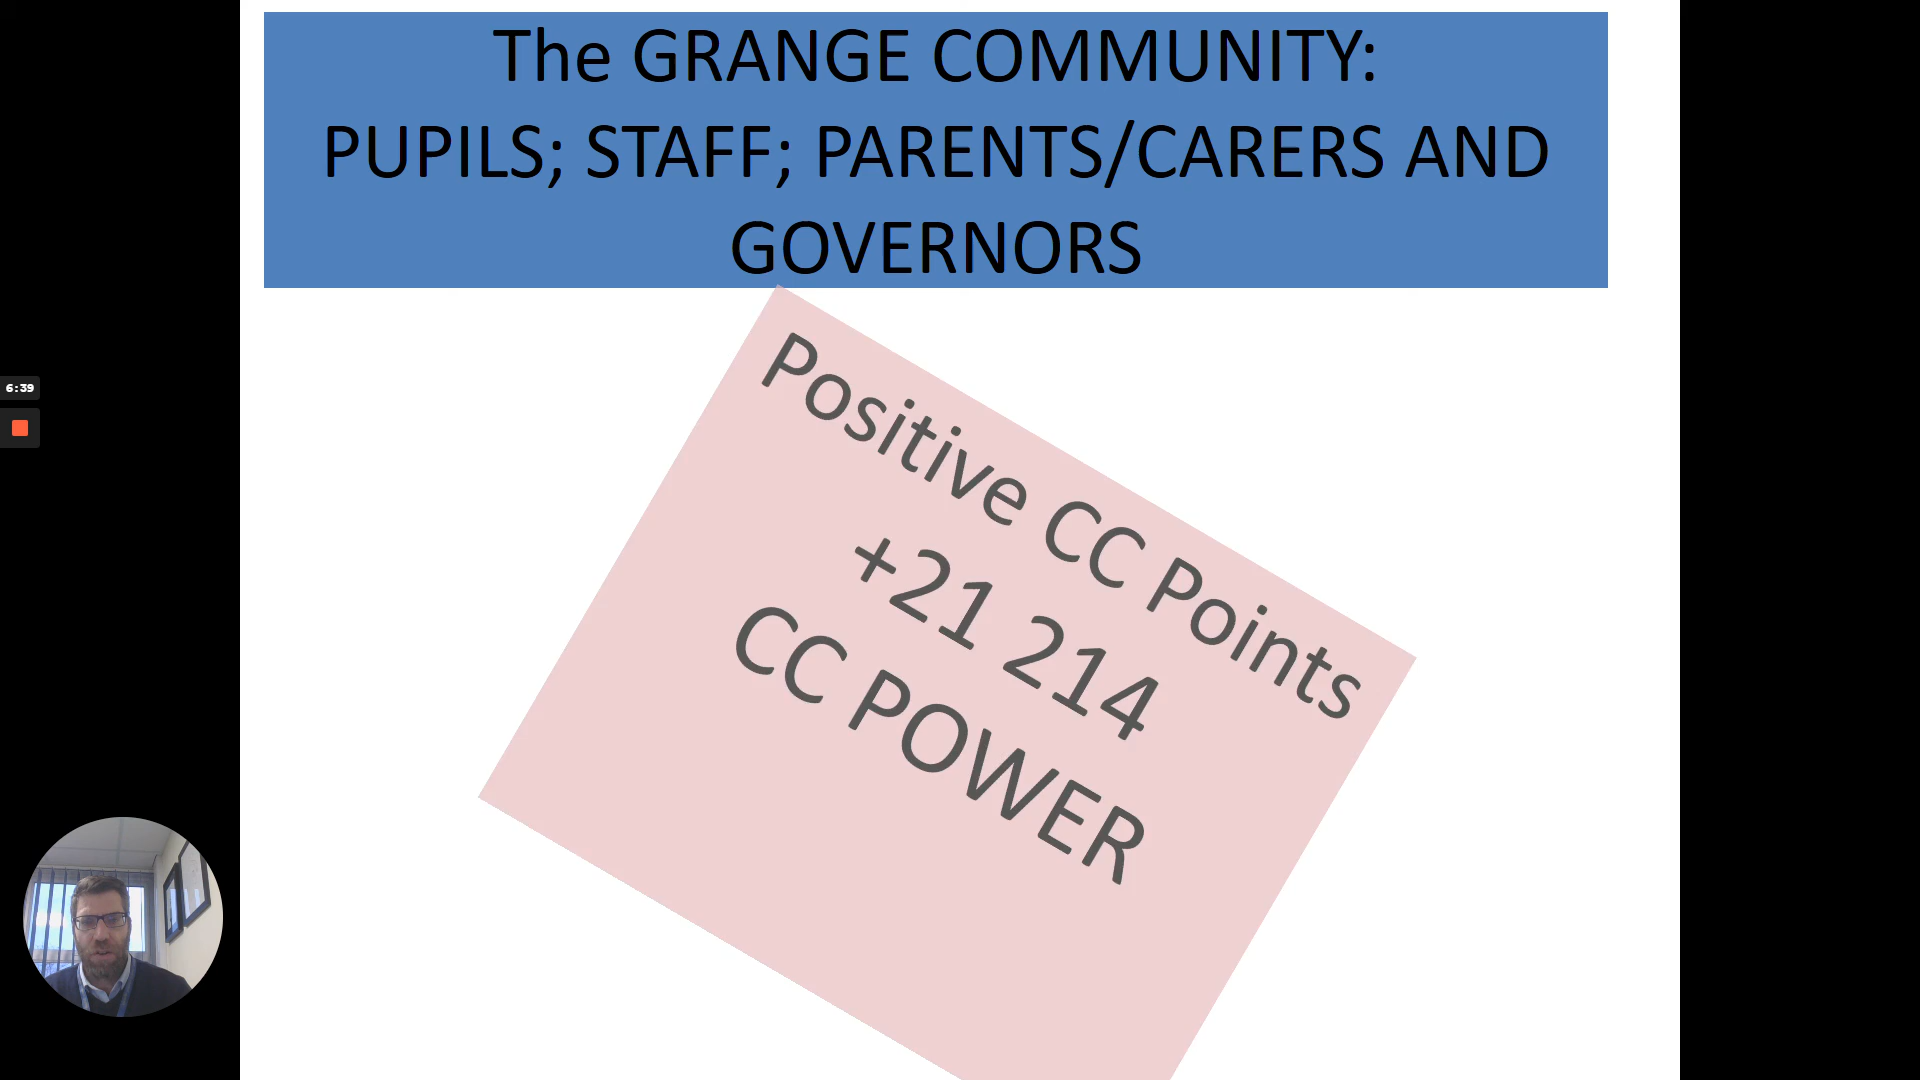 The GRANGE COMMUNITY:
PUPILS; STAFF; PARENTS/CARERS AND
GOVERNORS
Positive CC Points
+21 214
CC POWER
6:39